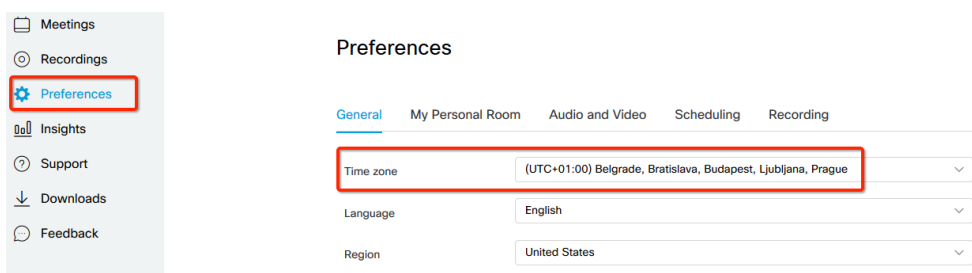 Meetings
Recordings
Preferences
Insights
Support
Downloads
Feedback
Preferences
General My Personal Room Audio and Video Scheduling Recording
Time zone (UTC+01:00) Belgrade, Bratislava, Budapest, Ljubljana, Prague
Language English
Region United States